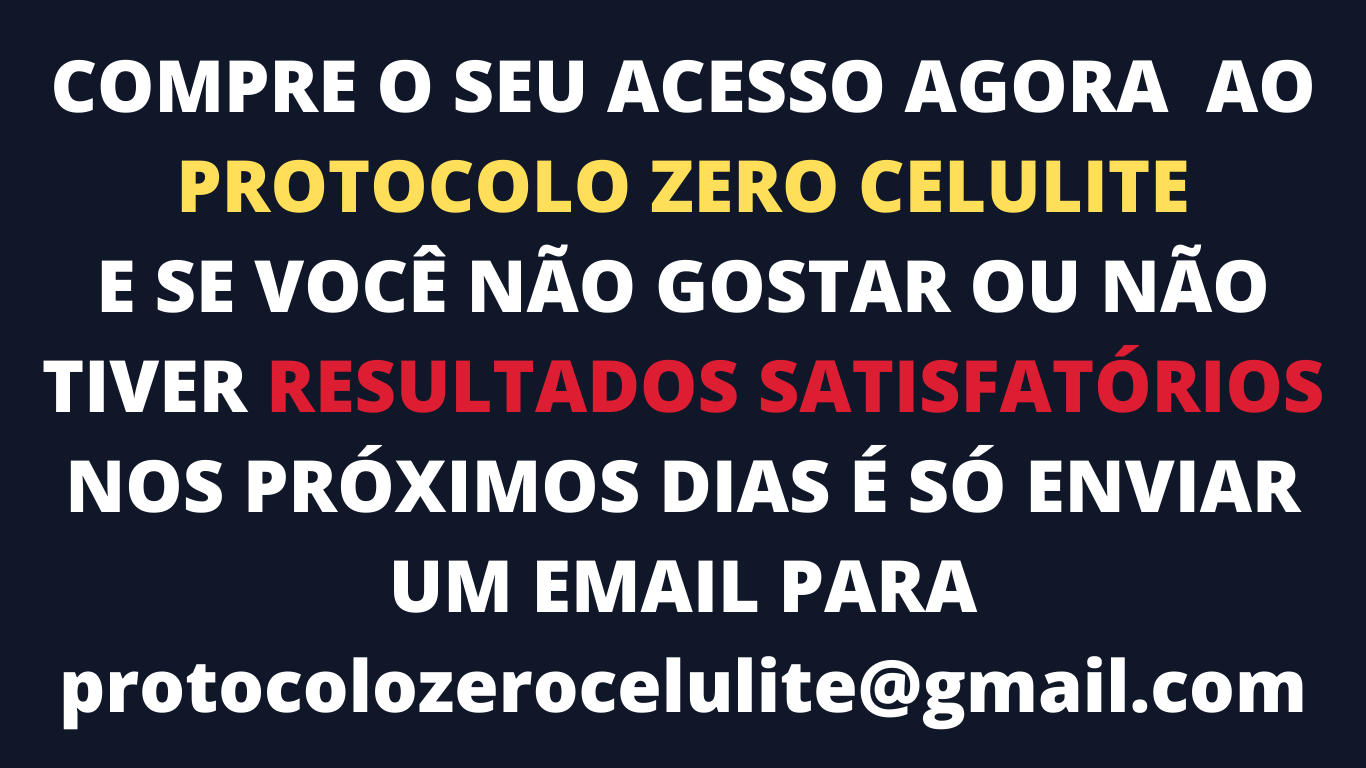 COMPRE O SEU ACESSO AGORA AO
PROTOCOLO ZERO CELULITE
E SE VOCÊ NÃO GOSTAR OU NÃO
TIVER RESULTADOS SATISFATÓRIOS
NOS PRÓXIMOS DIAS É SÓ ENVIAR
UM EMAIL PARA
protocolozerocelulite@gmail.com